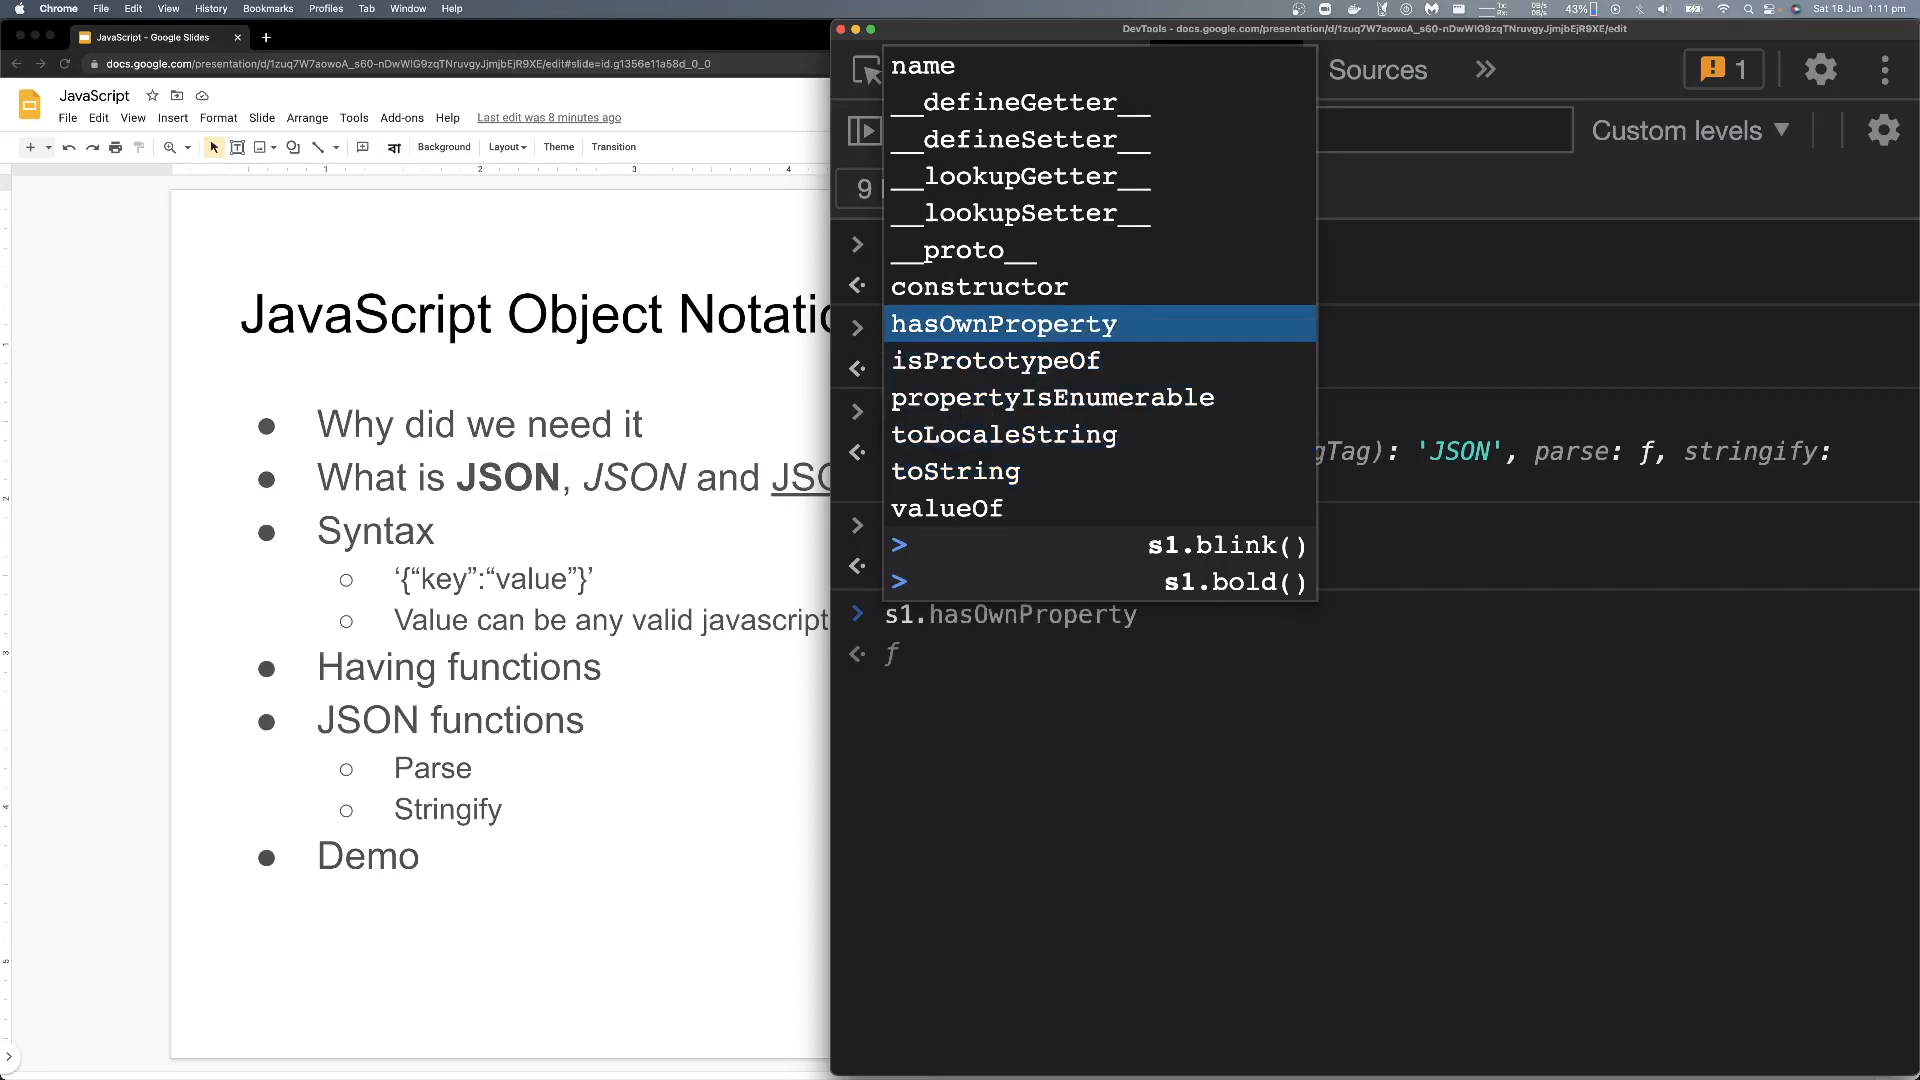 Chrome File Edit View History Bookmarks Profiles Tab Window Help
43%
Sat 18 Jun 1:11 pm
JavaScript - Google Slides
docs.google.com/presentation/d/1zuq7W7aowoA_s60-nDwWlG9zqTNruvgyJjmjbEjR9XE/edit#slide=id.g1356e11a58d_0_0
JavaScript
File Edit View Insert Format Slide Arrange Tools Add-ons Help Last edit was 8 minutes ago
Background Layout Theme Transition
1 2 3 4
JavaScript Object Notatio
Why did we need it
What is JSON, JSON and JSO
Syntax
‘{“key”:“value”}’
Value can be any valid javascript
Having functions
JSON functions
Parse
Stringify
Demo
DevTools - docs.google.com/presentation/d/1zuq7W7aowoA_s60-nDwWlG9zqTNruvgyJjmjbEjR9XE/edit
Sources » 1
Custom levels
9
name
__defineGetter__
__defineSetter__
__lookupGetter__
__lookupSetter__
__proto__
constructor
hasOwnProperty
isPrototypeOf
propertyIsEnumerable
toLocaleString
toString
valueOf
> s1.blink()
> s1.bold()
gTag): 'JSON', parse: ƒ, stringify:
s1.hasOwnProperty
ƒ